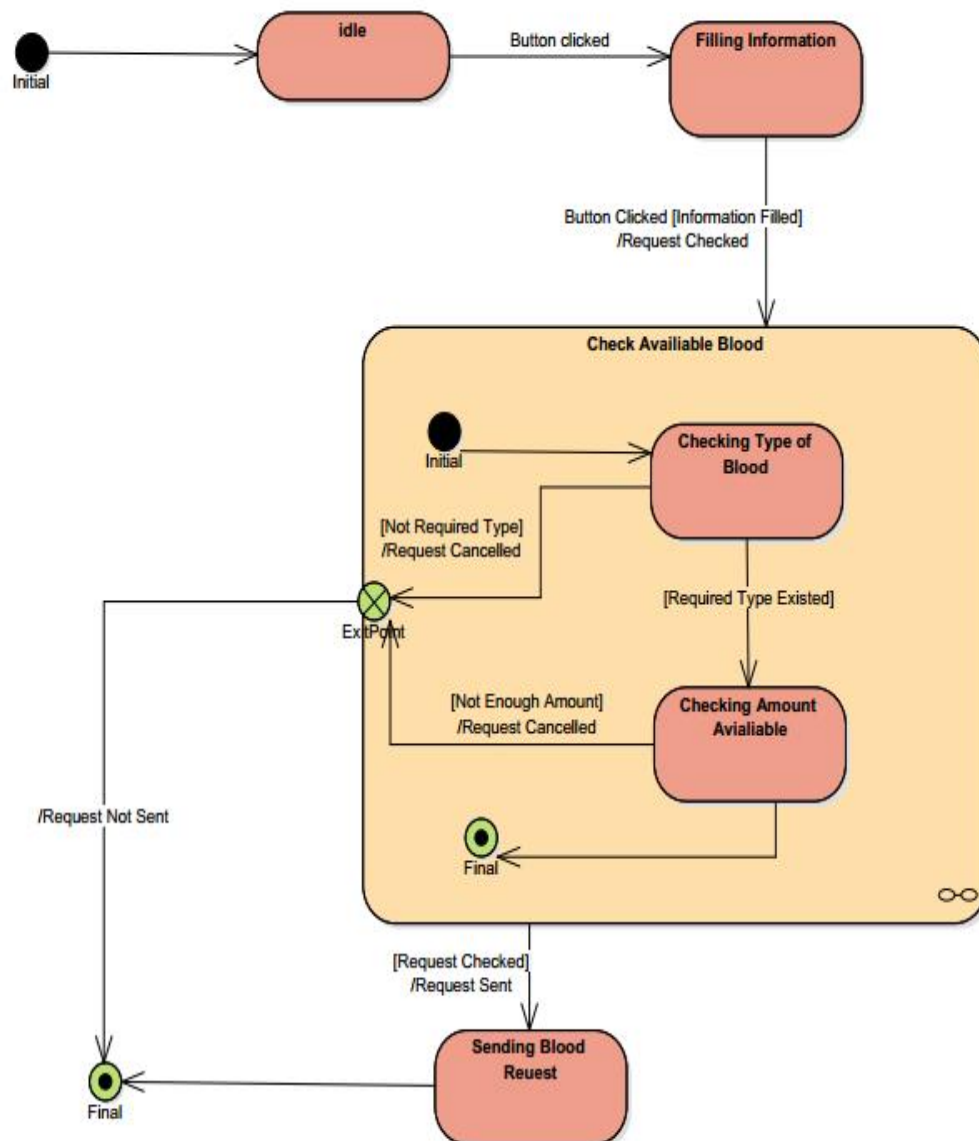 idle
Initial
Button clicked
Filling Information
Button Clicked [Information Filled]
/Request Checked
Check Availiable Blood
Initial
Checking Type of
Blood
[Not Required Type]
/Request Cancelled
[Required Type Existed]
ExitPoint
[Not Enough Amount]
/Request Cancelled
Checking Amount
Avialiable
/Request Not Sent
Final
[Request Checked]
/Request Sent
Sending Blood
Reuest
Final